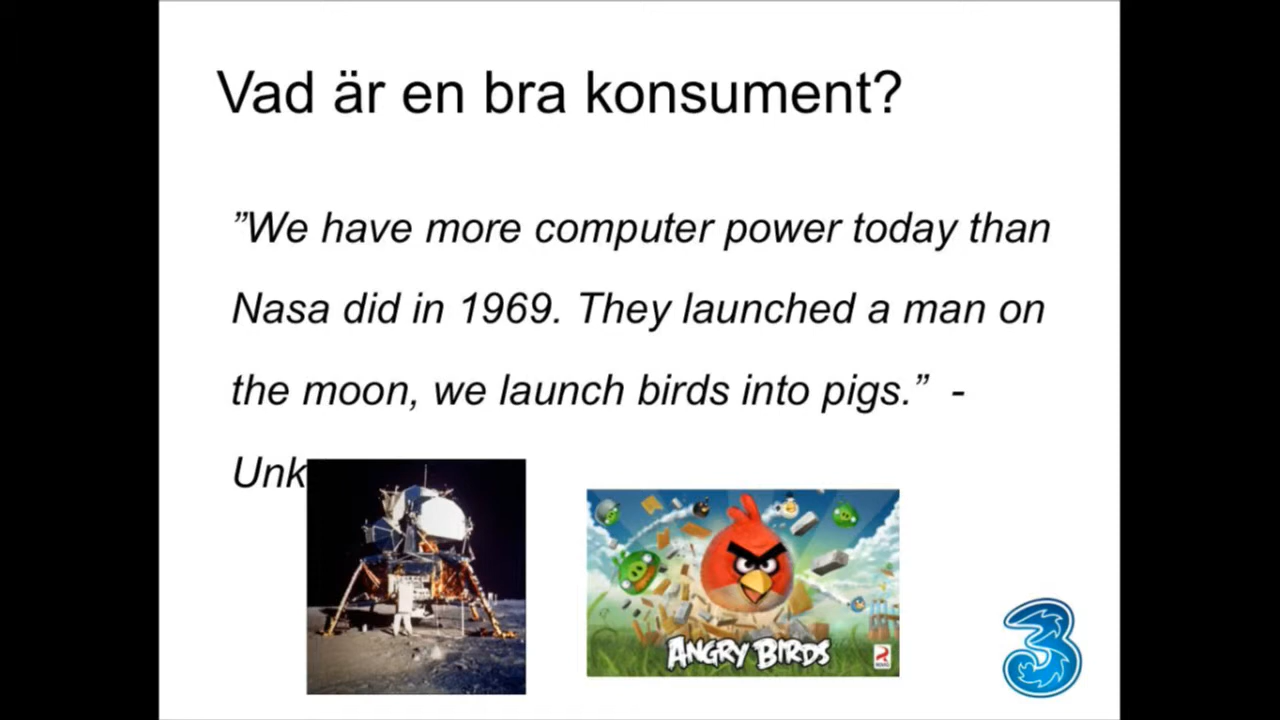 Vad är en bra konsument?
”We have more computer power today than
Nasa did in 1969. They launched a man on
the moon, we launch birds into pigs.” -
Unk
ANGRY BIRDS
3